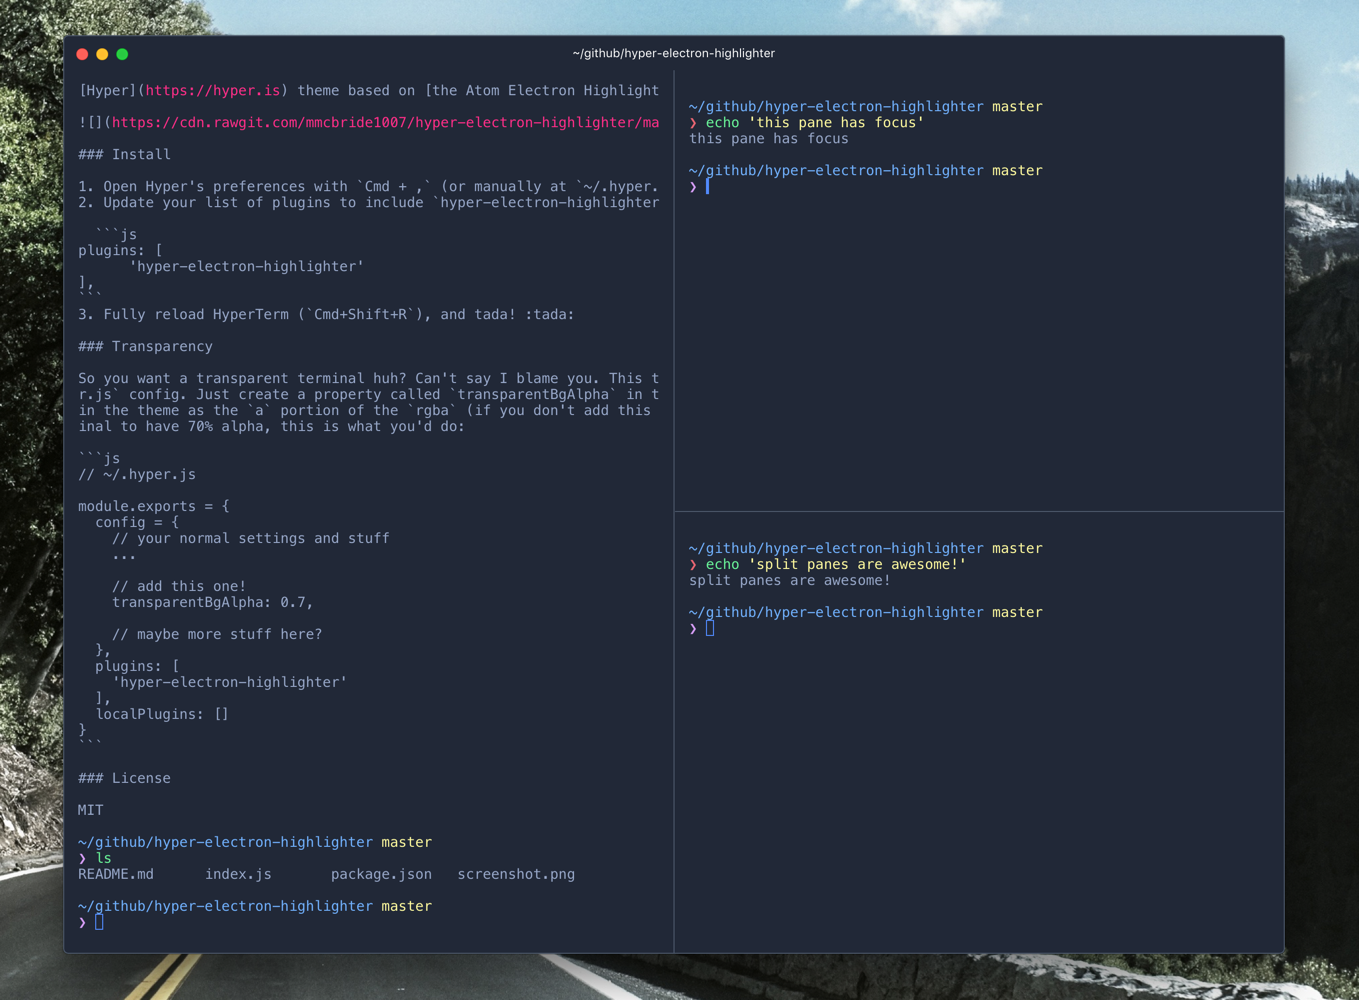 ~/github/hyper-electron-highlighter
[Hyper](https://hyper.is) theme based on [the Atom Electron Highlight
![](https://cdn.rawgit.com/mmcbride1007/hyper-electron-highlighter/ma
### Install
1. Open Hyper's preferences with `Cmd + ,` (or manually at `~/.hyper.
2. Update your list of plugins to include `hyper-electron-highlighter
```js
plugins: [
'hyper-electron-highlighter'
],
```
3. Fully reload HyperTerm (`Cmd+Shift+R`), and tada! :tada:
### Transparency
So you want a transparent terminal huh? Can't say I blame you. This t
r.js` config. Just create a property called `transparentBgAlpha` in t
in the theme as the `a` portion of the `rgba` (if you don't add this
inal to have 70% alpha, this is what you'd do:
```js
// ~/.hyper.js
module.exports = {
config = {
// your normal settings and stuff
...
// add this one!
transparentBgAlpha: 0.7,
// maybe more stuff here?
},
plugins: [
'hyper-electron-highlighter'
],
localPlugins: []
}
```
### License
MIT
~/github/hyper-electron-highlighter master
❯ ls
README.md index.js package.json screenshot.png
~/github/hyper-electron-highlighter master
❯
~/github/hyper-electron-highlighter master
❯ echo 'this pane has focus'
this pane has focus
~/github/hyper-electron-highlighter master
❯
~/github/hyper-electron-highlighter master
❯ echo 'split panes are awesome!'
split panes are awesome!
~/github/hyper-electron-highlighter master
❯